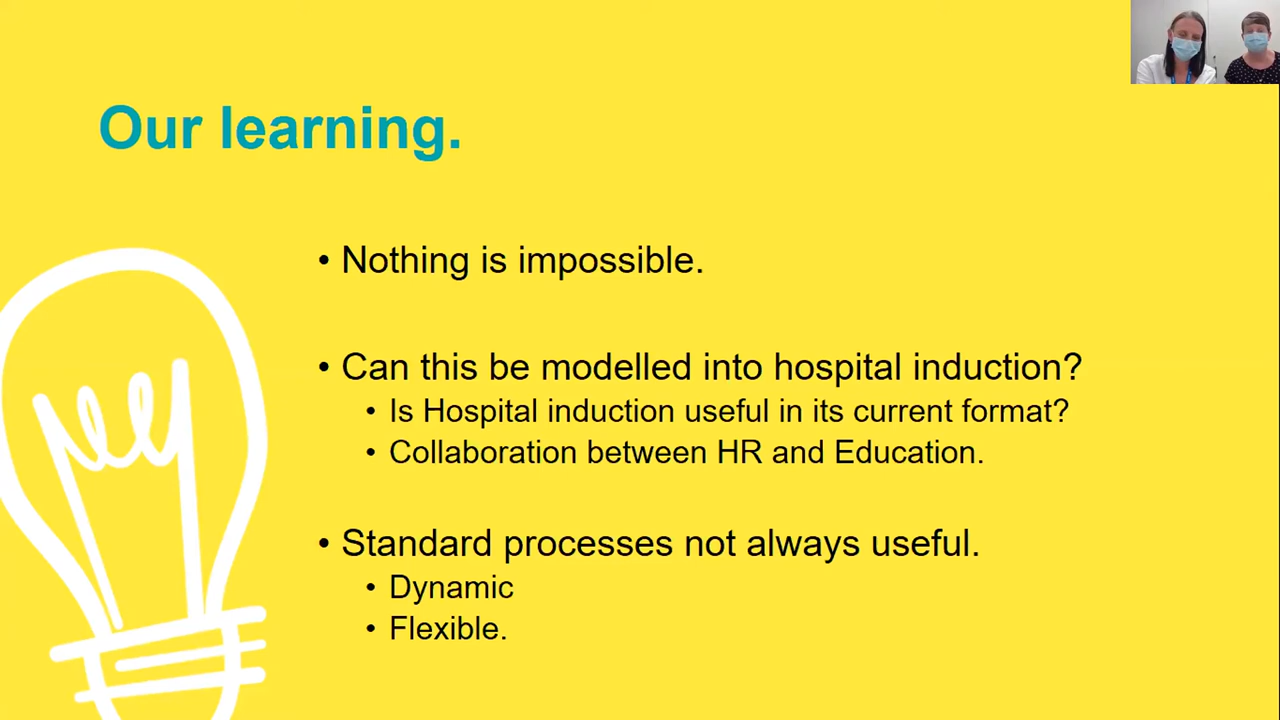 Our learning.
• Nothing is impossible.
• Can this be modelled into hospital induction?
• Is Hospital induction useful in its current format?
• Collaboration between HR and Education.
• Standard processes not always useful.
• Dynamic
• Flexible.